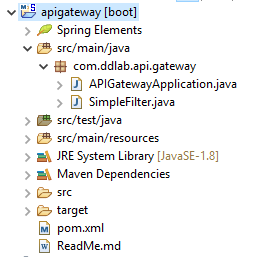 apigateway [boot]
Spring Elements
src/main/java
com.ddlab.api.gateway
APIGatewayApplication.java
SimpleFilter.java
src/test/java
src/main/resources
JRE System Library [JavaSE-1.8]
Maven Dependencies
src
target
pom.xml
ReadMe.md